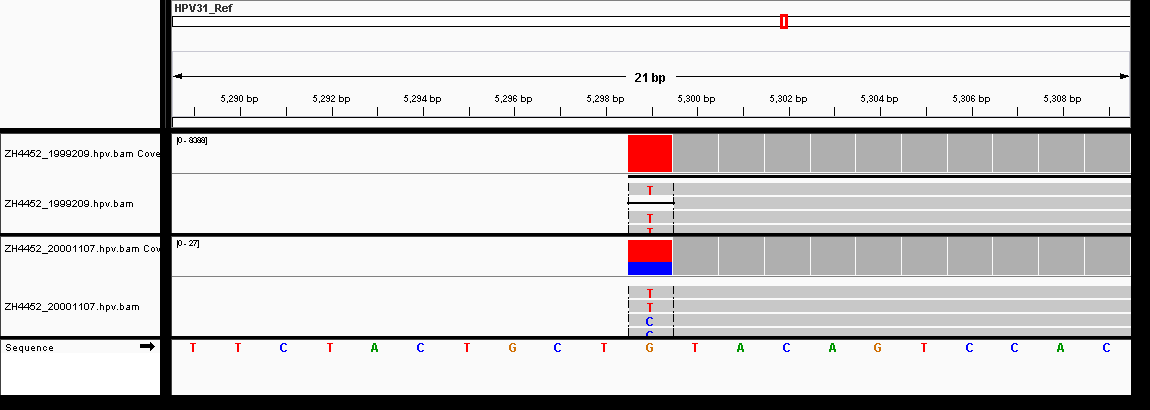 HPV31_Ref
21 bp
5,290 bp 5,292 bp 5,294 bp 5,296 bp 5,298 bp 5,300 bp 5,302 bp 5,304 bp 5,306 bp 5,308 bp
ZH4452_1999209.hpv.bam Cove
ZH4452_1999209.hpv.bam
T
T
T
ZH4452_20001107.hpv.bam Cov
[0 - 27]
ZH4452_20001107.hpv.bam
T
T
C
C
Sequence T T C T A C T G C T G T A C A G T C C A C